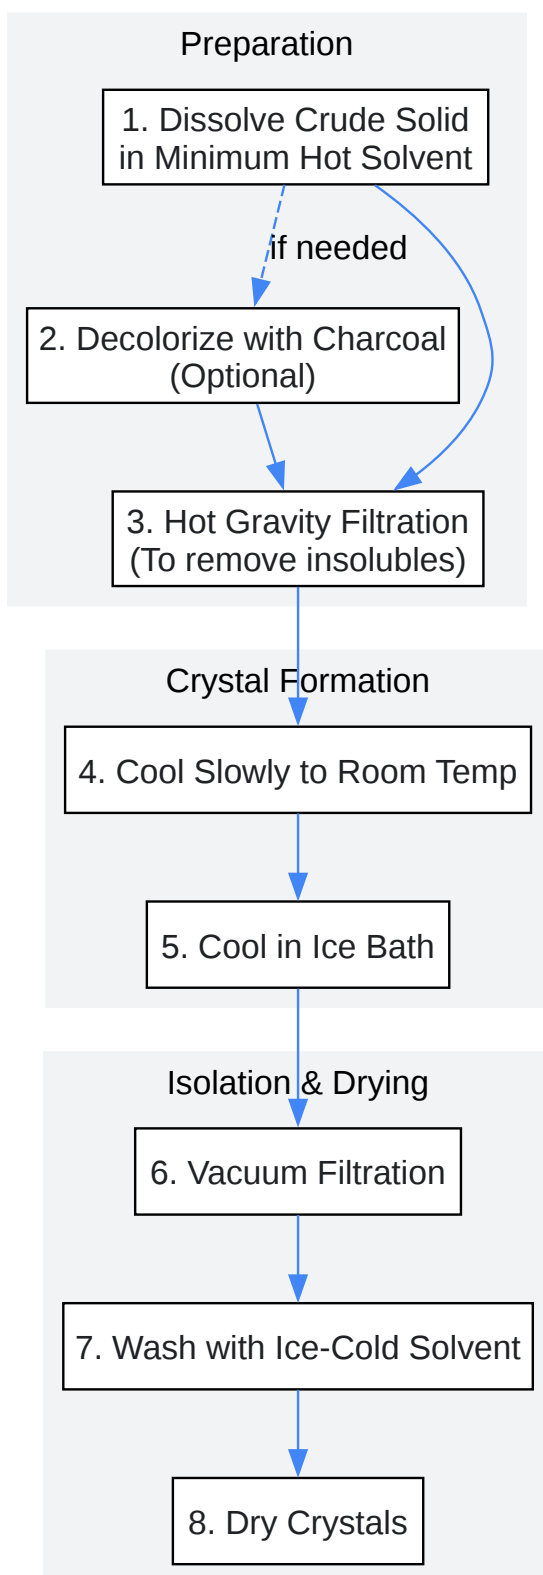 Preparation
1. Dissolve Crude Solid
in Minimum Hot Solvent
if needed
2. Decolorize with Charcoal
(Optional)
3. Hot Gravity Filtration
(To remove insolubles)
Crystal Formation
4. Cool Slowly to Room Temp
5. Cool in Ice Bath
Isolation & Drying
6. Vacuum Filtration
7. Wash with Ice-Cold Solvent
8. Dry Crystals